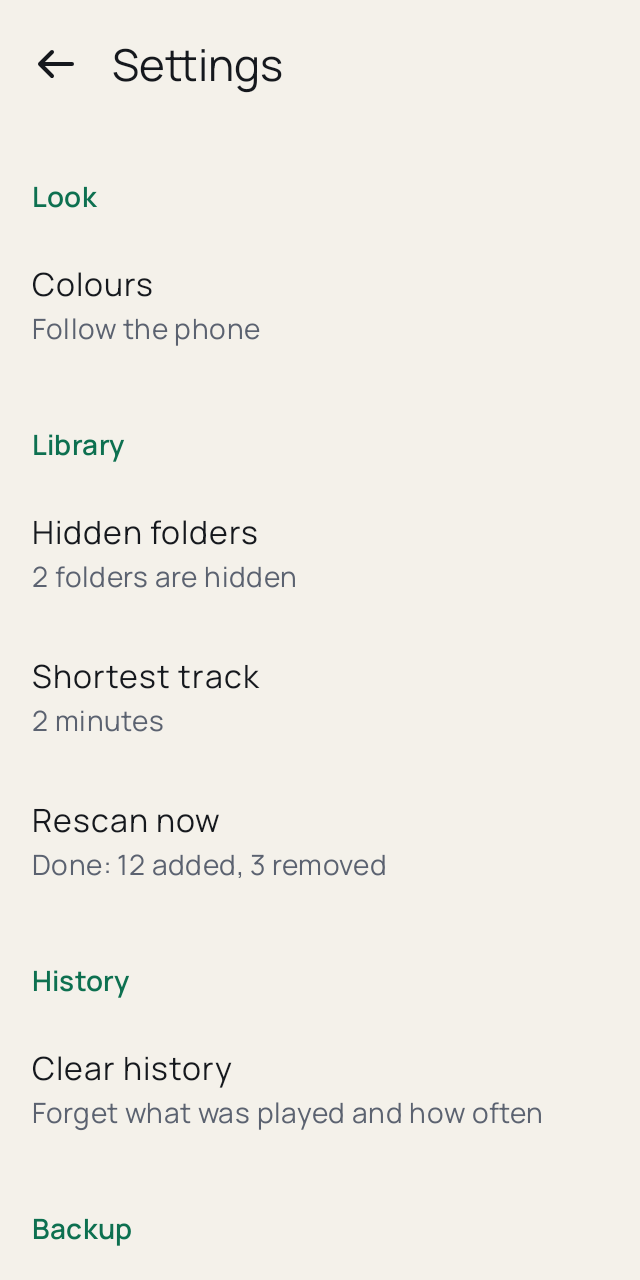 Settings
Look
Colours
Follow the phone
Library
Hidden folders
2 folders are hidden
Shortest track
2 minutes
Rescan now
Done: 12 added, 3 removed
History
Clear history
Forget what was played and how often
Backup